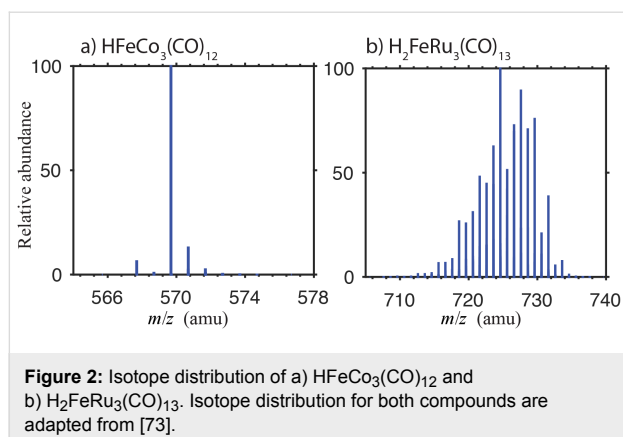 a) HFeCo₃(CO)₁₂
b) H₂FeRu₃(CO)₁₃
Relative abundance
100
50
0
566
570
574
578
m/z (amu)
100
50
0
710
720
730
740
m/z (amu)
Figure 2: Isotope distribution of a) HFeCo₃(CO)₁₂ and
b) H₂FeRu₃(CO)₁₃. Isotope distribution for both compounds are
adapted from [73].